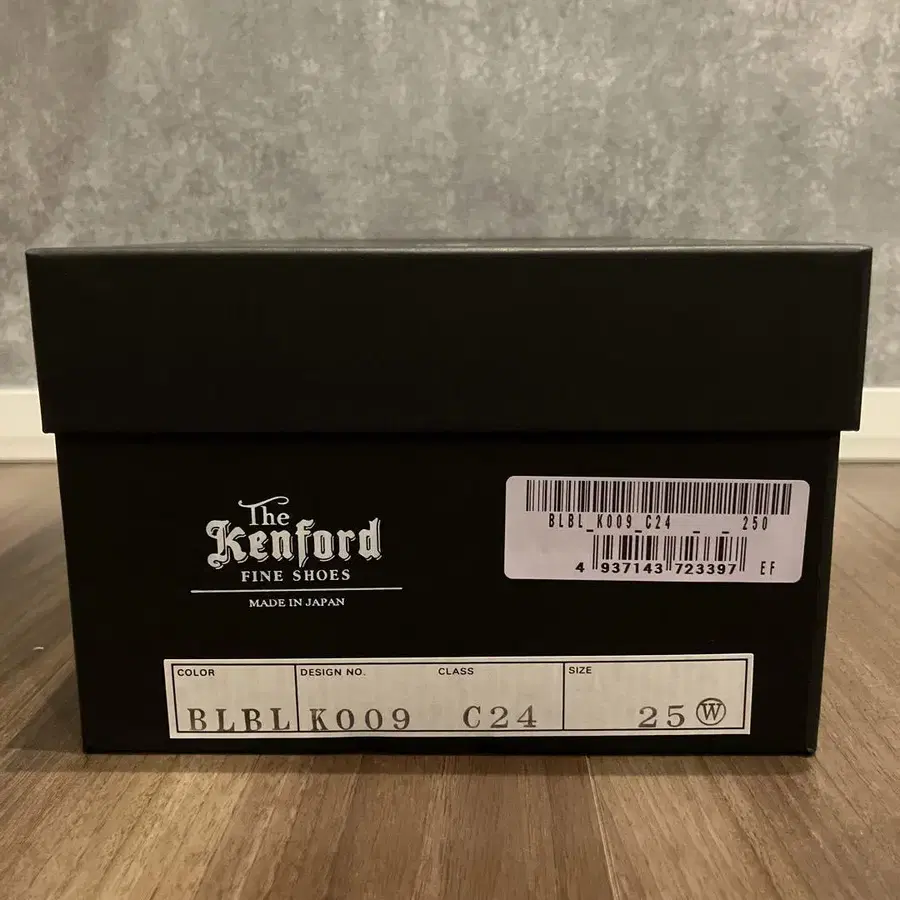 The
Kenford
FINE SHOES
MADE IN JAPAN
BLBL_K009_C24 _ _ 250
4 937143 723397 EF
COLOR DESIGN NO. CLASS SIZE
BLBL K009 C24 25 Ⓦ